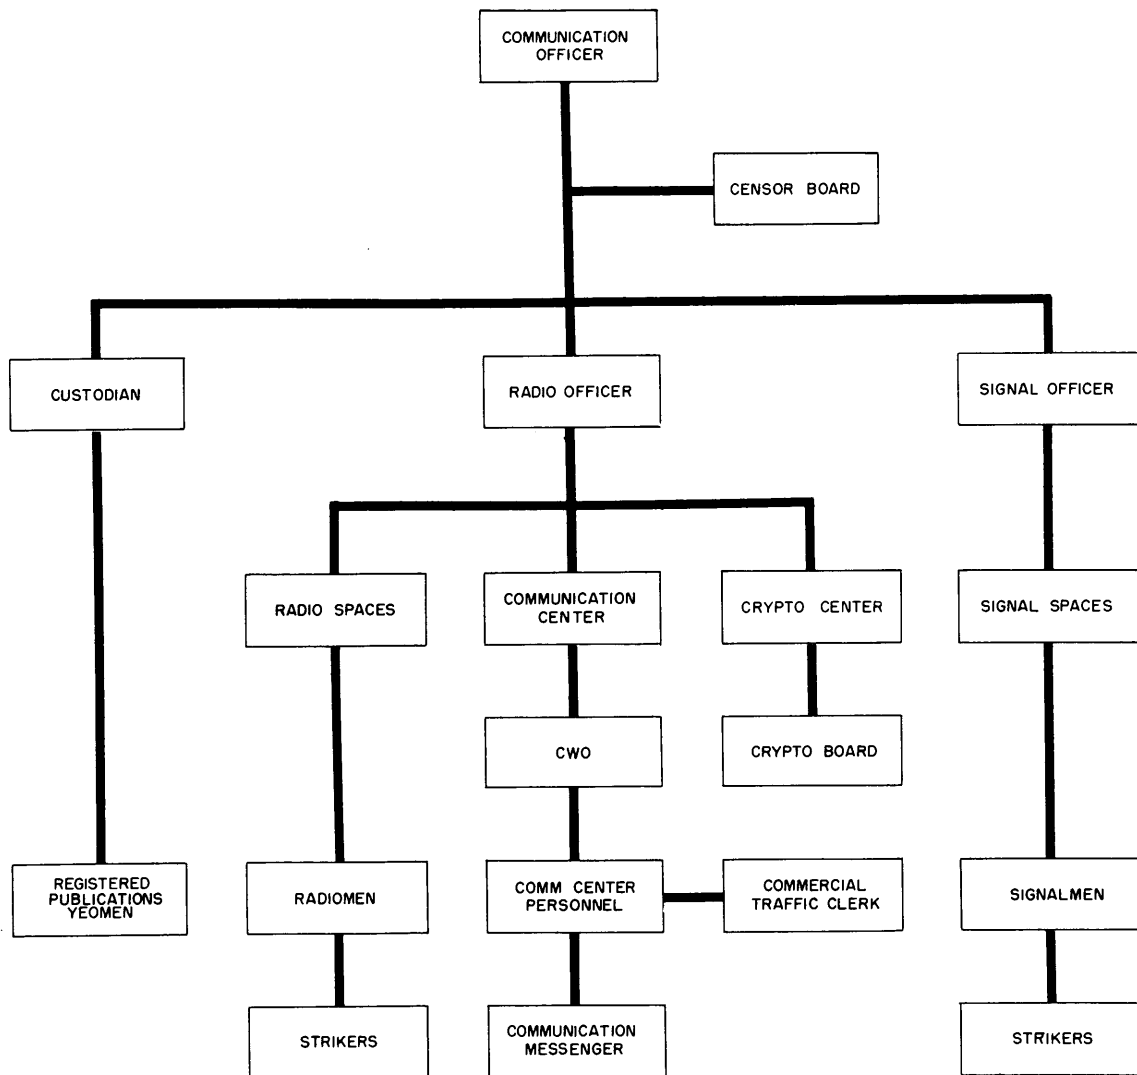 COMMUNICATION
OFFICER
CENSOR BOARD
CUSTODIAN
RADIO OFFICER
SIGNAL OFFICER
RADIO SPACES
COMMUNICATION
CENTER
CRYPTO CENTER
SIGNAL SPACES
CWO
CRYPTO BOARD
REGISTERED
PUBLICATIONS
YEOMEN
RADIOMEN
COMM CENTER
PERSONNEL
COMMERCIAL
TRAFFIC CLERK
SIGNALMEN
STRIKERS
COMMUNICATION
MESSENGER
STRIKERS